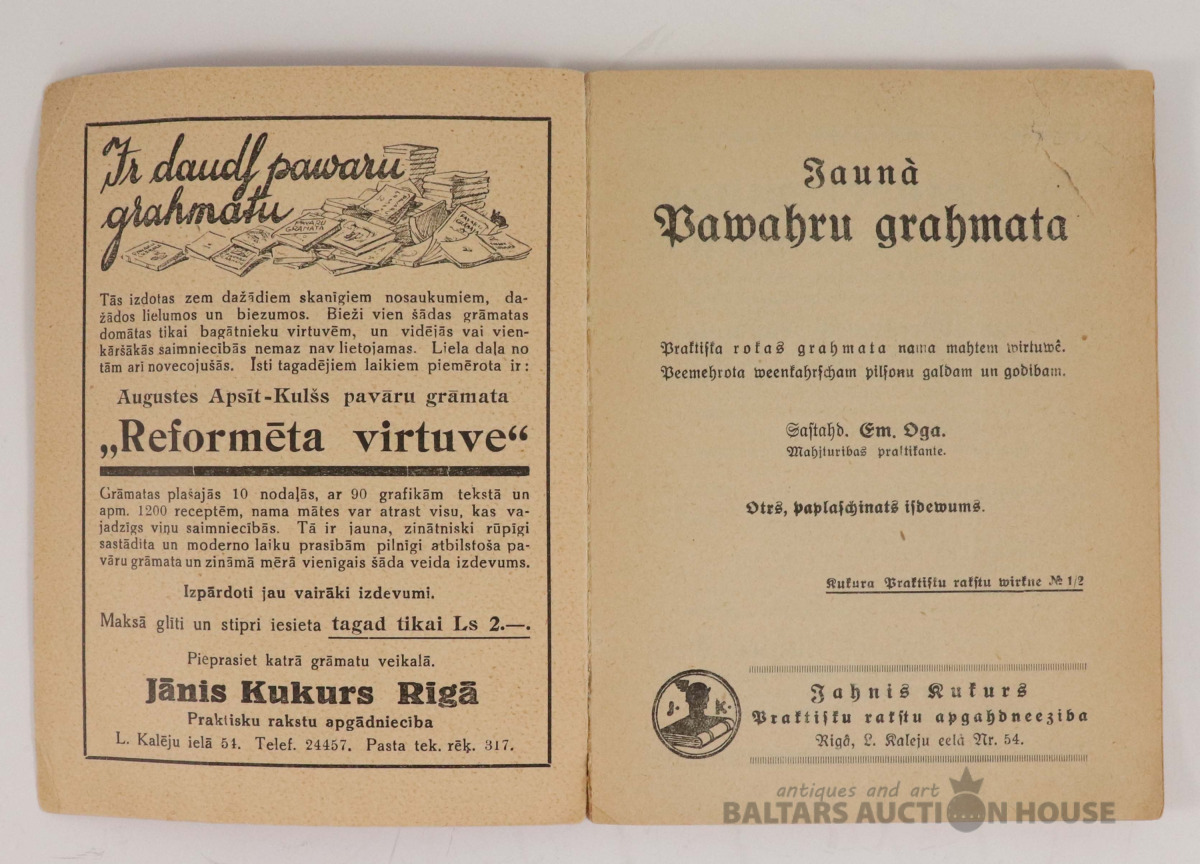 Ir daudſ pawaru
grahmatu
PAVARU
GRAMATA
Tās izdotas zem dažādiem skanīgiem nosaukumiem, da-
žādos lielumos un biezumos. Bieži vien šādas grāmatas
domātas tikai bagātnieku virtuvēm, un vidējās vai vien-
kāršākās saimniecībās nemaz nav lietojamas. Liela daļa no
tām arī novecojušās. Īsti tagadējiem laikiem piemērota ir:
Augustes Apsīt-Kulšs pavāru grāmata
„Reformēta virtuve“
Grāmatas plašajās 10 nodaļās, ar 90 grafikām tekstā un
apm. 1200 receptēm, nama mātes var atrast visu, kas va-
jadzīgs viņu saimniecībās. Tā ir jauna, zinātniski rūpīgi
sastādīta un moderno laiku prasībām pilnīgi atbilstoša pa-
vāru grāmata un zināmā mērā vienīgais šāda veida izdevums.
Izpārdoti jau vairāki izdevumi.
Maksā glīti un stipri iesieta tagad tikai Ls 2.—.
Pieprasiet katrā grāmatu veikalā.
Jānis Kukurs Rīgā
Praktisku rakstu apgādniecība
L. Kalēju ielā 54. Telef. 24457. Pasta tek. rēķ. 317.
Jaunà
Pawahru grahmata
Praktiſka rokas grahmata nama mahtem wirtuwê.
Peemehrota weenkahrſcham pilſoņu galdam un godibam.
Saſtahd. Em. Oga.
Mahjturibas praktikante.
Otrs, paplaſchinats iſdewums.
Kukura Praktiſku rakſtu wirkne № 1/2
J. K.
Jahnis Kukurs
Praktiſku rakſtu apgahdneeziba
Rigâ, L. Kaleju eelâ Nr. 54.
antiques and art
BALTARS AUCTION HOUSE